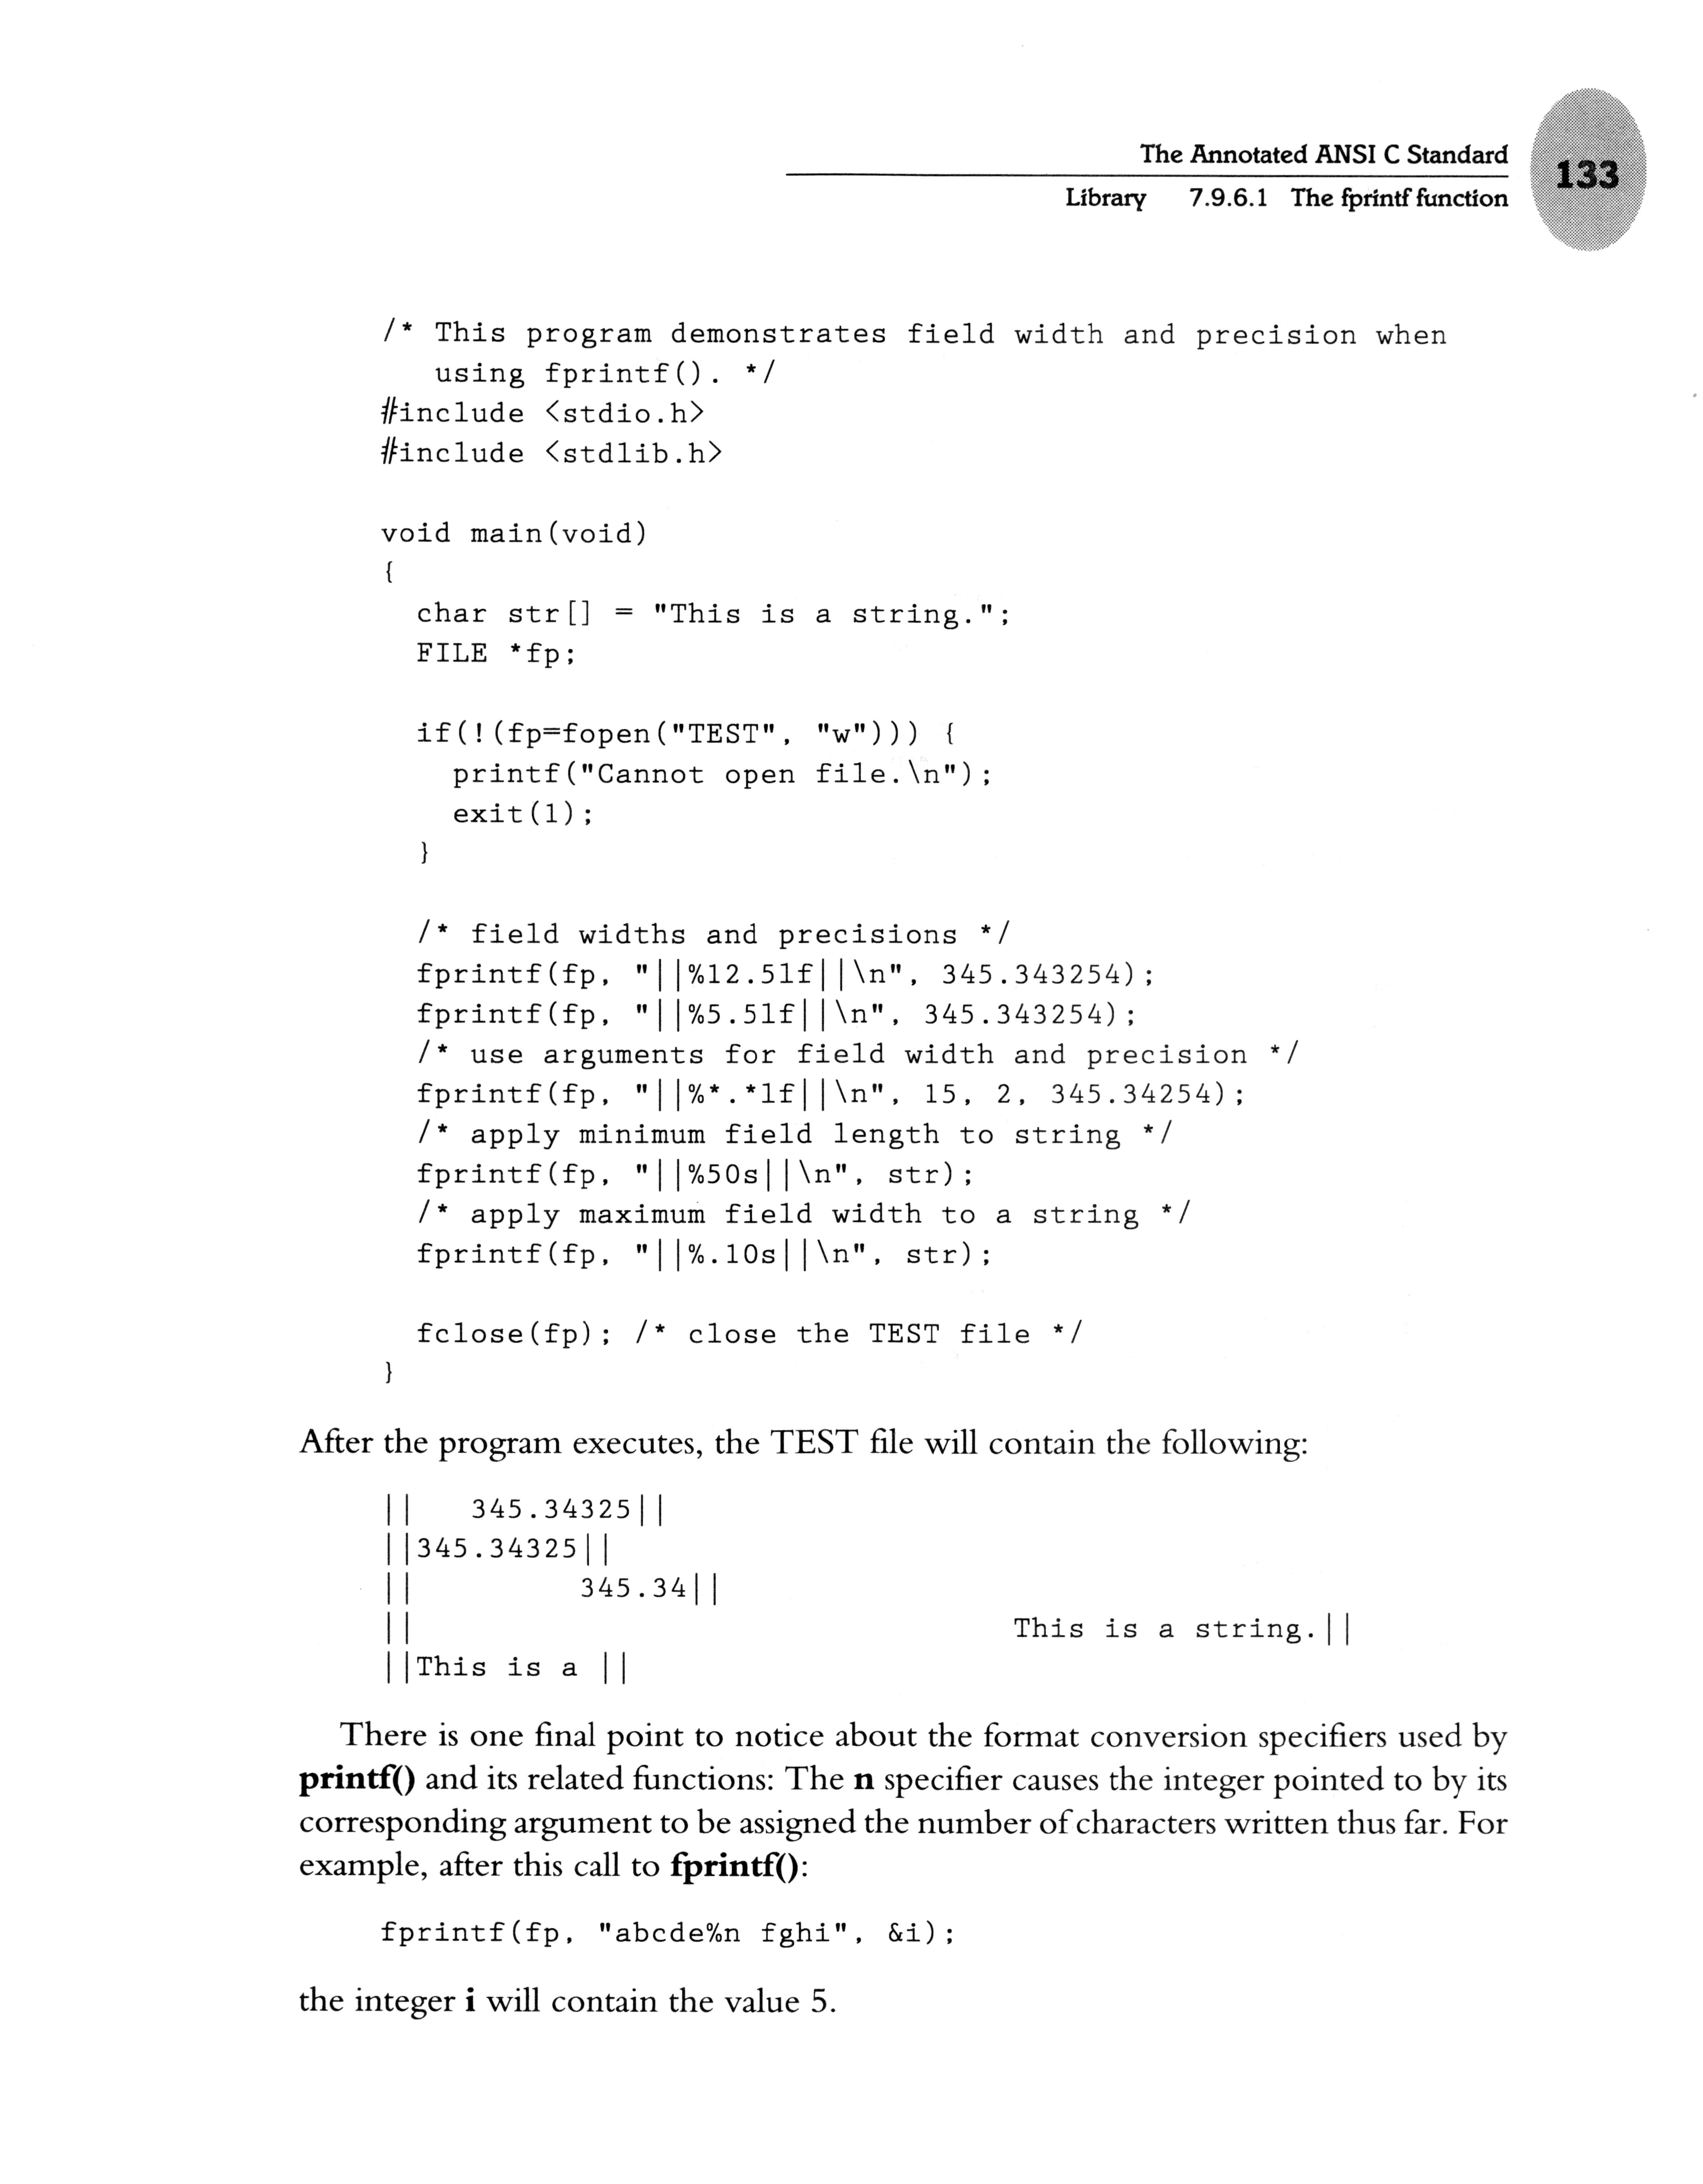 The Annotated ANSI C Standard
133
Library 7.9.6.1 The fprintf function
/* This program demonstrates field width and precision when
   using fprintf(). */
#include <stdio.h>
#include <stdlib.h>

void main(void)
{
  char str[] = "This is a string.";
  FILE *fp;

  if(!(fp=fopen("TEST", "w"))) {
    printf("Cannot open file.\n");
    exit(1);
  }

  /* field widths and precisions */
  fprintf(fp, "||%12.5lf||\n", 345.343254);
  fprintf(fp, "||%5.5lf||\n", 345.343254);
  /* use arguments for field width and precision */
  fprintf(fp, "||%*.*lf||\n", 15, 2, 345.34254);
  /* apply minimum field length to string */
  fprintf(fp, "||%50s||\n", str);
  /* apply maximum field width to a string */
  fprintf(fp, "||%.10s||\n", str);

  fclose(fp); /* close the TEST file */
}
After the program executes, the TEST file will contain the following:
||   345.34325||
||345.34325||
||         345.34||
||                                 This is a string.||
||This is a ||
There is one final point to notice about the format conversion specifiers used by
printf() and its related functions: The n specifier causes the integer pointed to by its
corresponding argument to be assigned the number of characters written thus far. For
example, after this call to fprintf():
fprintf(fp, "abcde%n fghi", &i);
the integer i will contain the value 5.